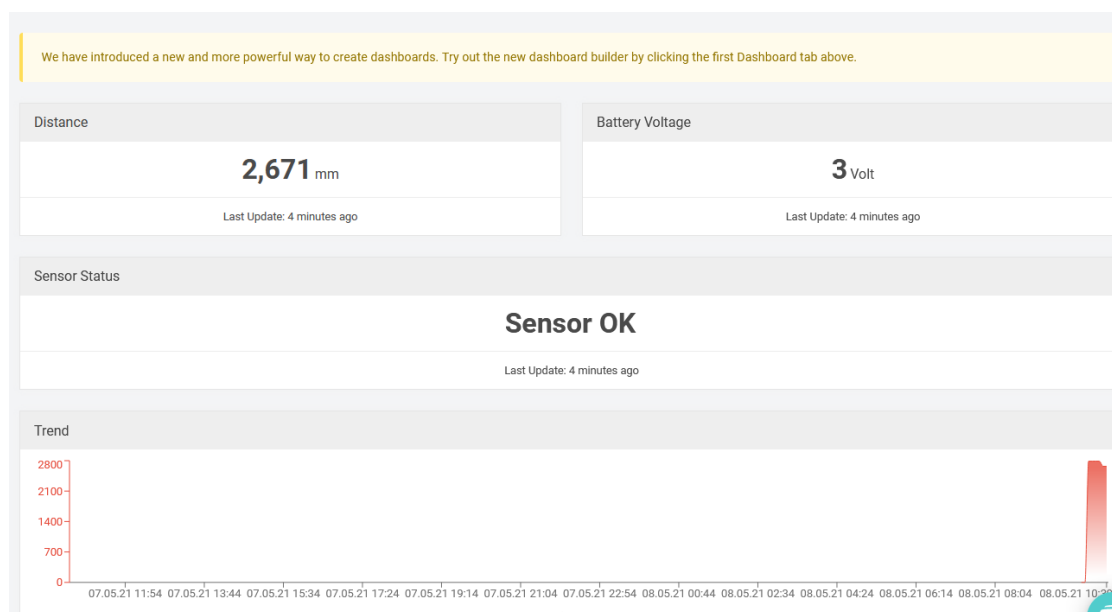 We have introduced a new and more powerful way to create dashboards. Try out the new dashboard builder by clicking the first Dashboard tab above.
Distance
2,671 mm
Last Update: 4 minutes ago
Battery Voltage
3 Volt
Last Update: 4 minutes ago
Sensor Status
Sensor OK
Last Update: 4 minutes ago
Trend
2800
2100
1400
700
0
07.05.21 11:54 07.05.21 13:44 07.05.21 15:34 07.05.21 17:24 07.05.21 19:14 07.05.21 21:04 07.05.21 22:54 08.05.21 00:44 08.05.21 02:34 08.05.21 04:24 08.05.21 06:14 08.05.21 08:04 08.05.21